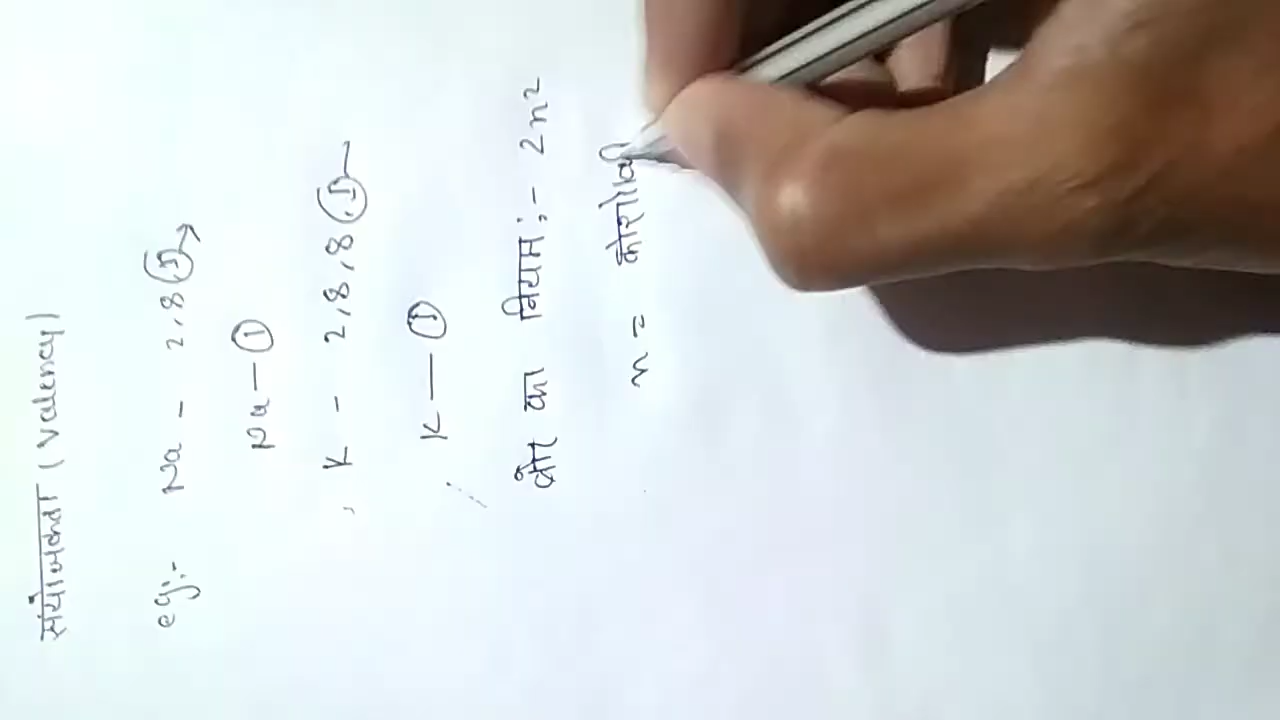 संयोजकता (Valency)
eg:- Na - 2,8,1
Na - 1
, K - 2,8,8,1
K — 1
का नियम :- 2n²
n =